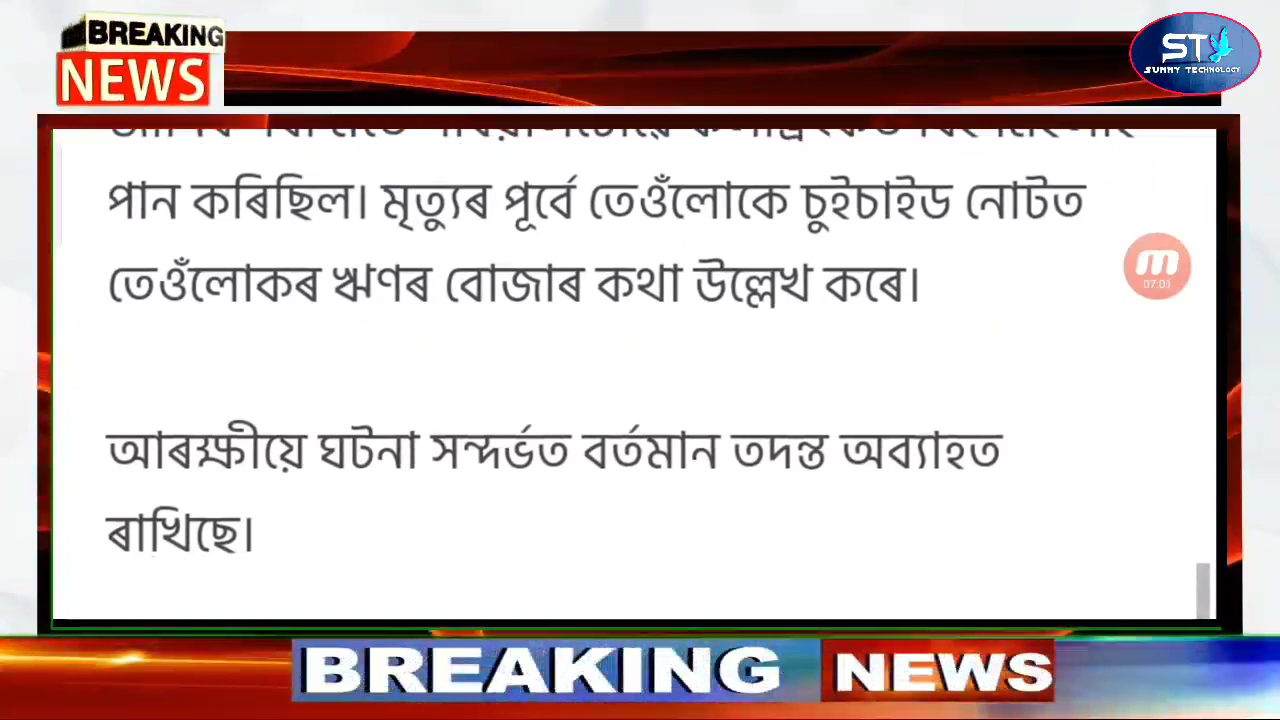 BREAKING
NEWS
ST
SUNNY TECHNOLOGY
পান কৰিছিল। মৃত্যুৰ পূৰ্বে তেওঁলোকে চুইচাইড নোটত
07:01
তেওঁলোকৰ ঋণৰ বোজাৰ কথা উল্লেখ কৰে।
আৰক্ষীয়ে ঘটনা সন্দৰ্ভত বৰ্তমান তদন্ত অব্যাহত
ৰাখিছে।
BREAKING NEWS